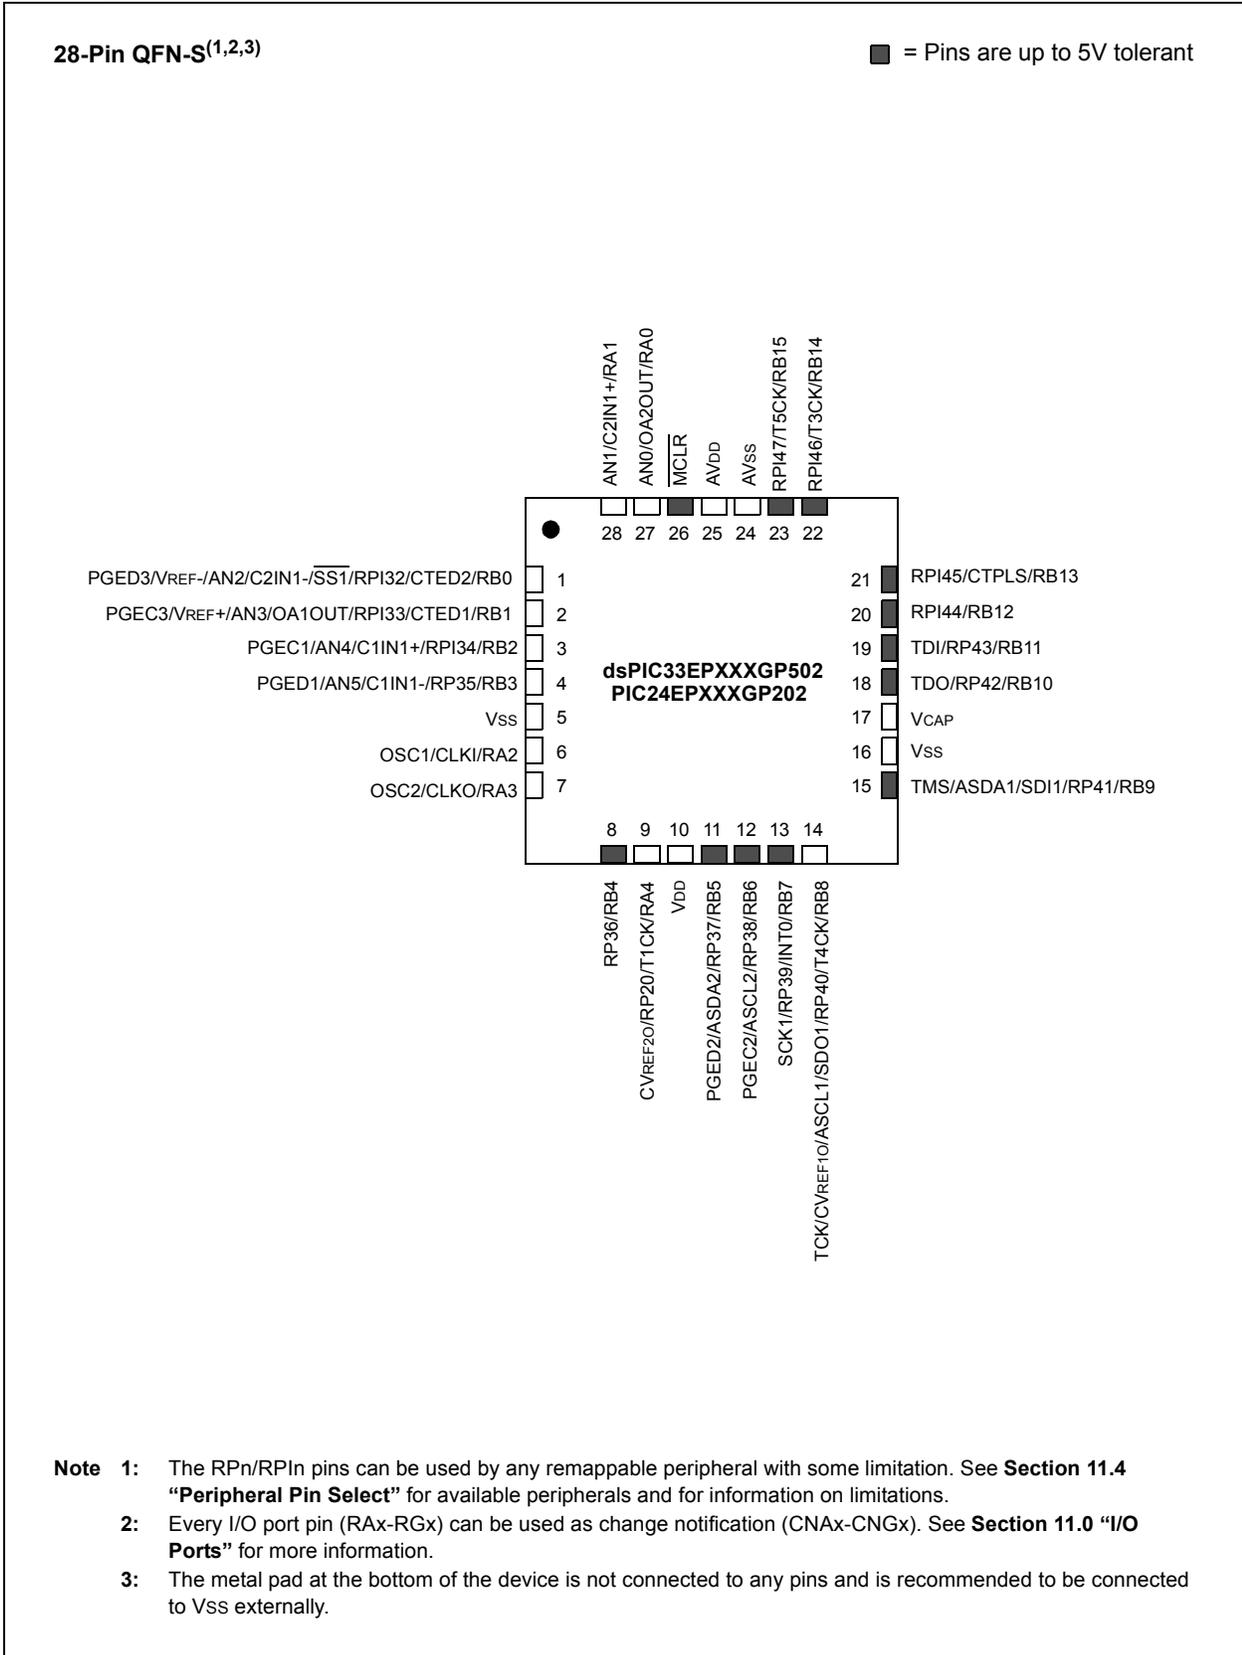 28-Pin QFN-S(1,2,3)
= Pins are up to 5V tolerant
AN1/C2IN1+/RA1
AN0/OA2OUT/RA0
MCLR
AVDD
AVSS
RPI47/T5CK/RB15
RPI46/T3CK/RB14
28 27 26 25 24 23 22
PGED3/VREF-/AN2/C2IN1-/SS1/RPI32/CTED2/RB0 1
PGEC3/VREF+/AN3/OA1OUT/RPI33/CTED1/RB1 2
PGEC1/AN4/C1IN1+/RPI34/RB2 3
PGED1/AN5/C1IN1-/RP35/RB3 4
VSS 5
OSC1/CLKI/RA2 6
OSC2/CLKO/RA3 7
dsPIC33EPXXXGP502
PIC24EPXXXGP202
21 RPI45/CTPLS/RB13
20 RPI44/RB12
19 TDI/RP43/RB11
18 TDO/RP42/RB10
17 VCAP
16 VSS
15 TMS/ASDA1/SDI1/RP41/RB9
8 9 10 11 12 13 14
RP36/RB4
CVREF2O/RP20/T1CK/RA4
VDD
PGED2/ASDA2/RP37/RB5
PGEC2/ASCL2/RP38/RB6
SCK1/RP39/INT0/RB7
TCK/CVREF1O/ASCL1/SDO1/RP40/T4CK/RB8
Note 1: The RPn/RPIn pins can be used by any remappable peripheral with some limitation. See Section 11.4
“Peripheral Pin Select” for available peripherals and for information on limitations.
2: Every I/O port pin (RAx-RGx) can be used as change notification (CNAx-CNGx). See Section 11.0 “I/O
Ports” for more information.
3: The metal pad at the bottom of the device is not connected to any pins and is recommended to be connected
to VSS externally.